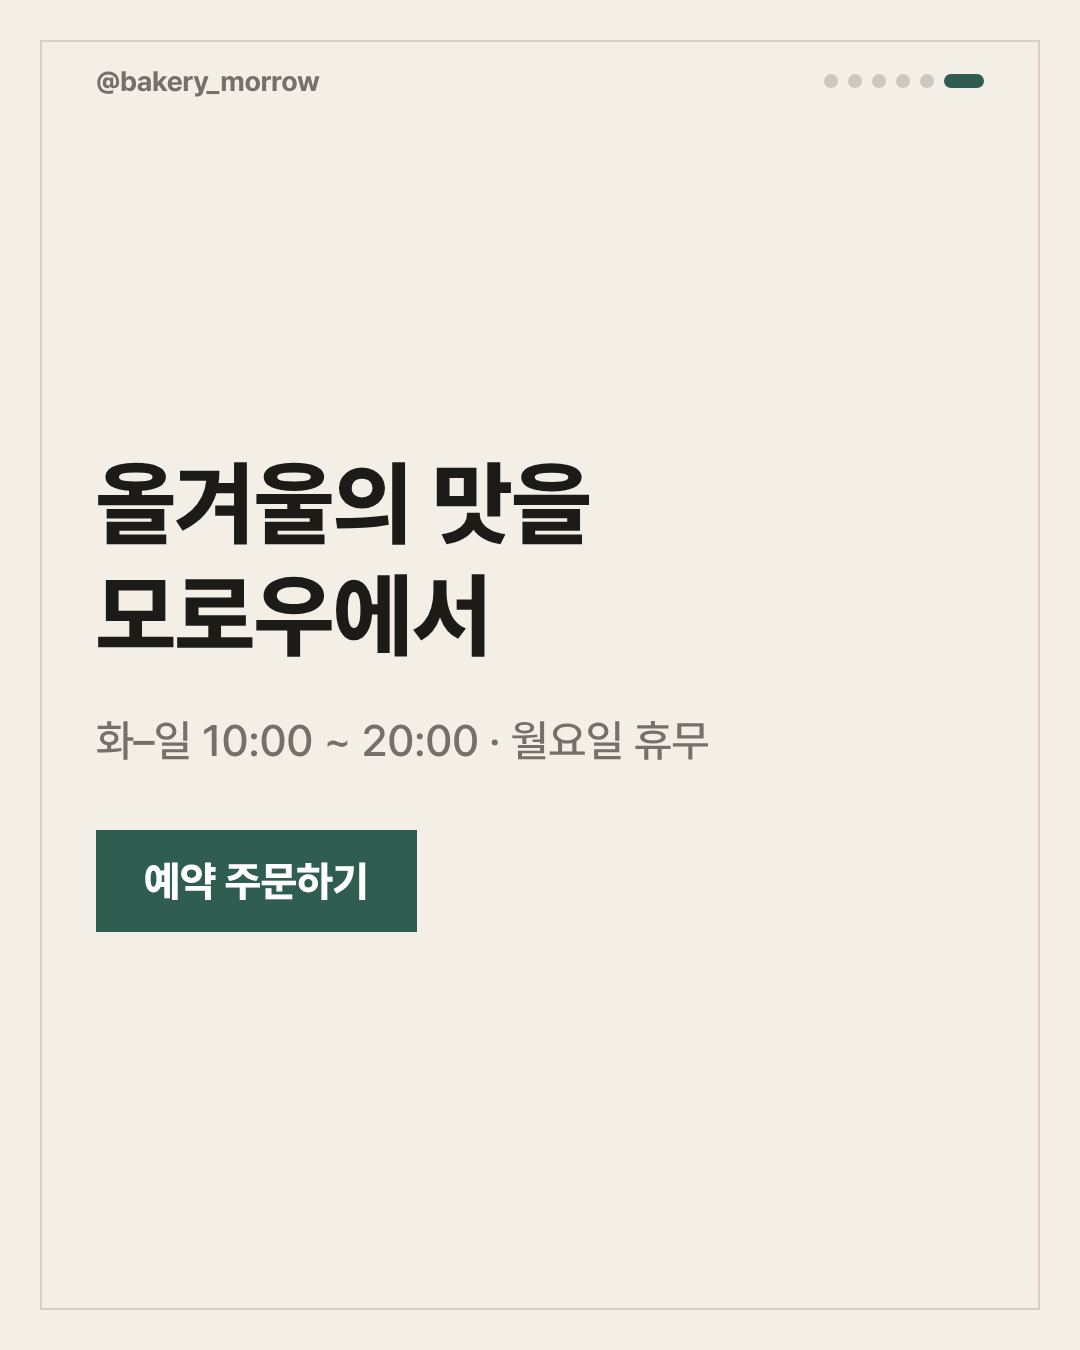 @bakery_morrow
올겨울의 맛을
모로우에서
화–일 10:00 ~ 20:00 · 월요일 휴무
예약 주문하기